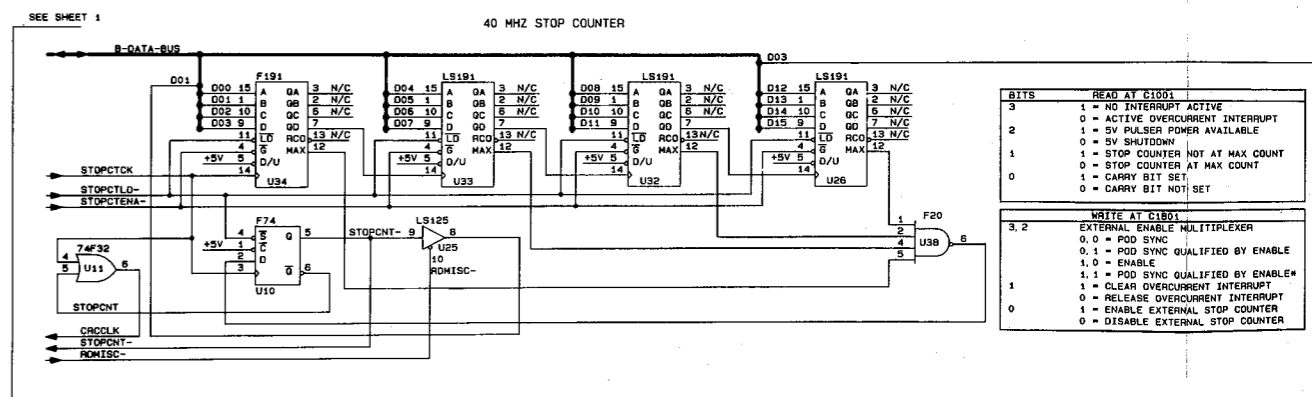 SEE SHEET 1
40 MHZ STOP COUNTER
B-DATA-BUS
D01
D03
F191
D00 15 A QA 3 N/C
D01 1 B QB 2 N/C
D02 10 C QC 6 N/C
D03 9 D QD 7
11 LD RCO 13 N/C
4 G MAX 12
+5V 5 D/U
14
U34
LS191
D04 15 A QA 3 N/C
D05 1 B QB 2 N/C
D06 10 C QC 6 N/C
D07 9 D QD 7
11 LD RCO 13 N/C
4 G MAX 12
+5V 5 D/U
14
U33
LS191
D08 15 A QA 3 N/C
D09 1 B QB 2 N/C
D10 10 C QC 6 N/C
D11 9 D QD 7
11 LD RCO 13 N/C
4 G MAX 12
+5V 5 D/U
14
U32
LS191
D12 15 A QA 3 N/C
D13 1 B QB 2 N/C
D14 10 C QC 6 N/C
D15 9 D QD 7 N/C
11 LD RCO 13 N/C
4 G MAX 12
+5V 5 D/U
14
U26
STOPCTCK
STOPCTLD-
STOPCTENA-
74F32
4
5 U11 6
F74
4 S Q 5
+5V 1 C
2 D
3 Q 6
U10
STOPCNT
STOPCNT- 9 LS125 8
U25
10
RDMISC-
F20
1
2
4
5
U38 6
CRCCLK
STOPCNT-
RDMISC-
BITS READ AT C1001
3 1 = NO INTERRUPT ACTIVE
0 = ACTIVE OVERCURRENT INTERRUPT
2 1 = 5V PULSER POWER AVAILABLE
0 = 5V SHUTDOWN
1 1 = STOP COUNTER NOT AT MAX COUNT
0 = STOP COUNTER AT MAX COUNT
0 1 = CARRY BIT SET
0 = CARRY BIT NOT SET
WRITE AT C1801
3, 2 EXTERNAL ENABLE MULITIPLEXER
0, 0 = POD SYNC
0, 1 = POD SYNC QUALIFIED BY ENABLE
1, 0 = ENABLE
1, 1 = POD SYNC QUALIFIED BY ENABLE*
1 1 = CLEAR OVERCURRENT INTERRUPT
0 = RELEASE OVERCURRENT INTERRUPT
0 1 = ENABLE EXTERNAL STOP COUNTER
0 = DISABLE EXTERNAL STOP COUNTER